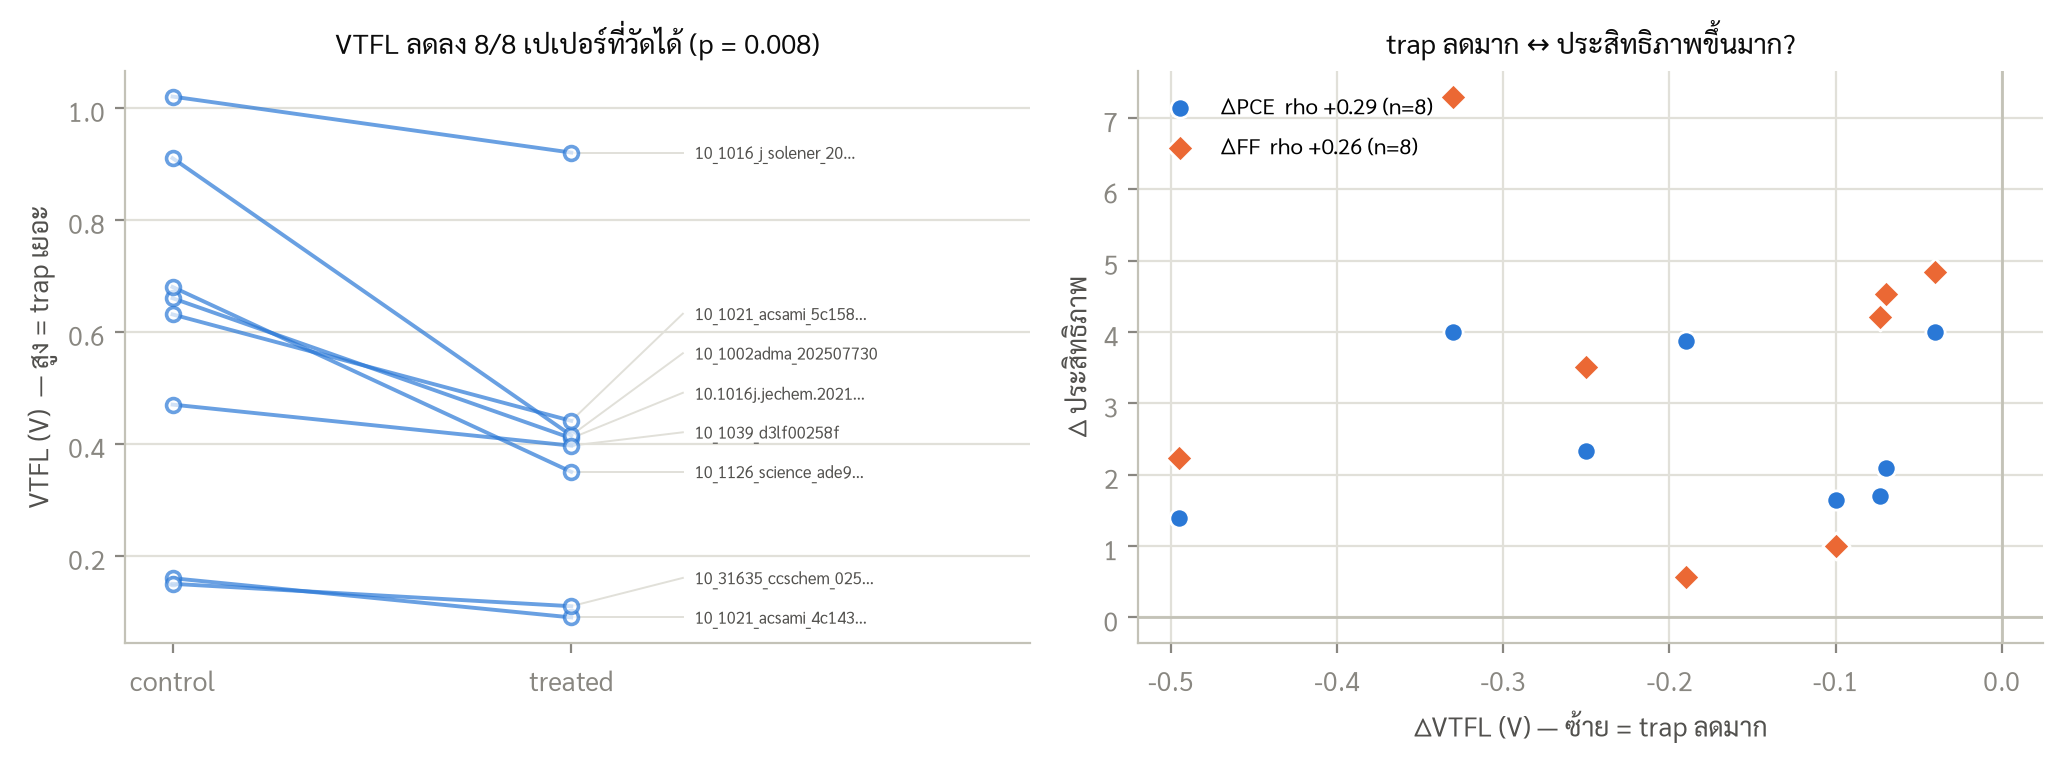 VTFL ลดลง 8/8 เปเปอร์ที่วัดได้ (p = 0.008)
VTFL (V) — สูง = trap เยอะ
1.0
0.8
0.6
0.4
0.2
control
treated
10_1016_j_solener_20...
10_1021_acsami_5c158...
10_1002adma_202507730
10.1016j.jechem.2021...
10_1039_d3lf00258f
10_1126_science_ade9...
10_31635_ccschem_025...
10_1021_acsami_4c143...
trap ลดมาก ↔ ประสิทธิภาพขึ้นมาก?
ΔPCE rho +0.29 (n=8)
ΔFF rho +0.26 (n=8)
Δ ประสิทธิภาพ
7
6
5
4
3
2
1
0
-0.5
-0.4
-0.3
-0.2
-0.1
0.0
ΔVTFL (V) — ซ้าย = trap ลดมาก